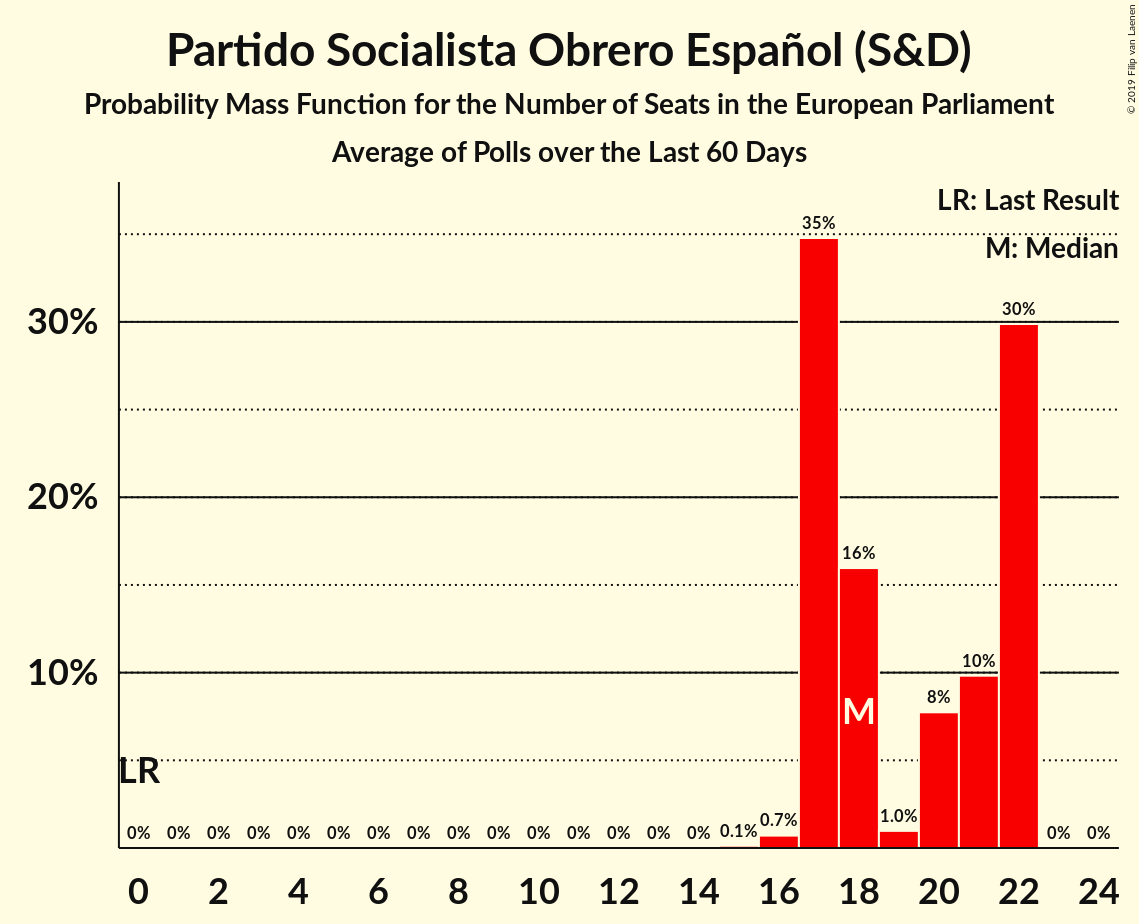 © 2019 Filip van Laenen
Partido Socialista Obrero Español (S&D)
Probability Mass Function for the Number of Seats in the European Parliament
Average of Polls over the Last 60 Days
LR: Last Result
M: Median
35%
30%
30%
20%
16%
10%
10%
8%
M
LR
0% 0% 0% 0% 0% 0% 0% 0% 0% 0% 0% 0% 0% 0% 0% 0.1% 0.7% 1.0% 0% 0%
0 2 4 6 8 10 12 14 16 18 20 22 24